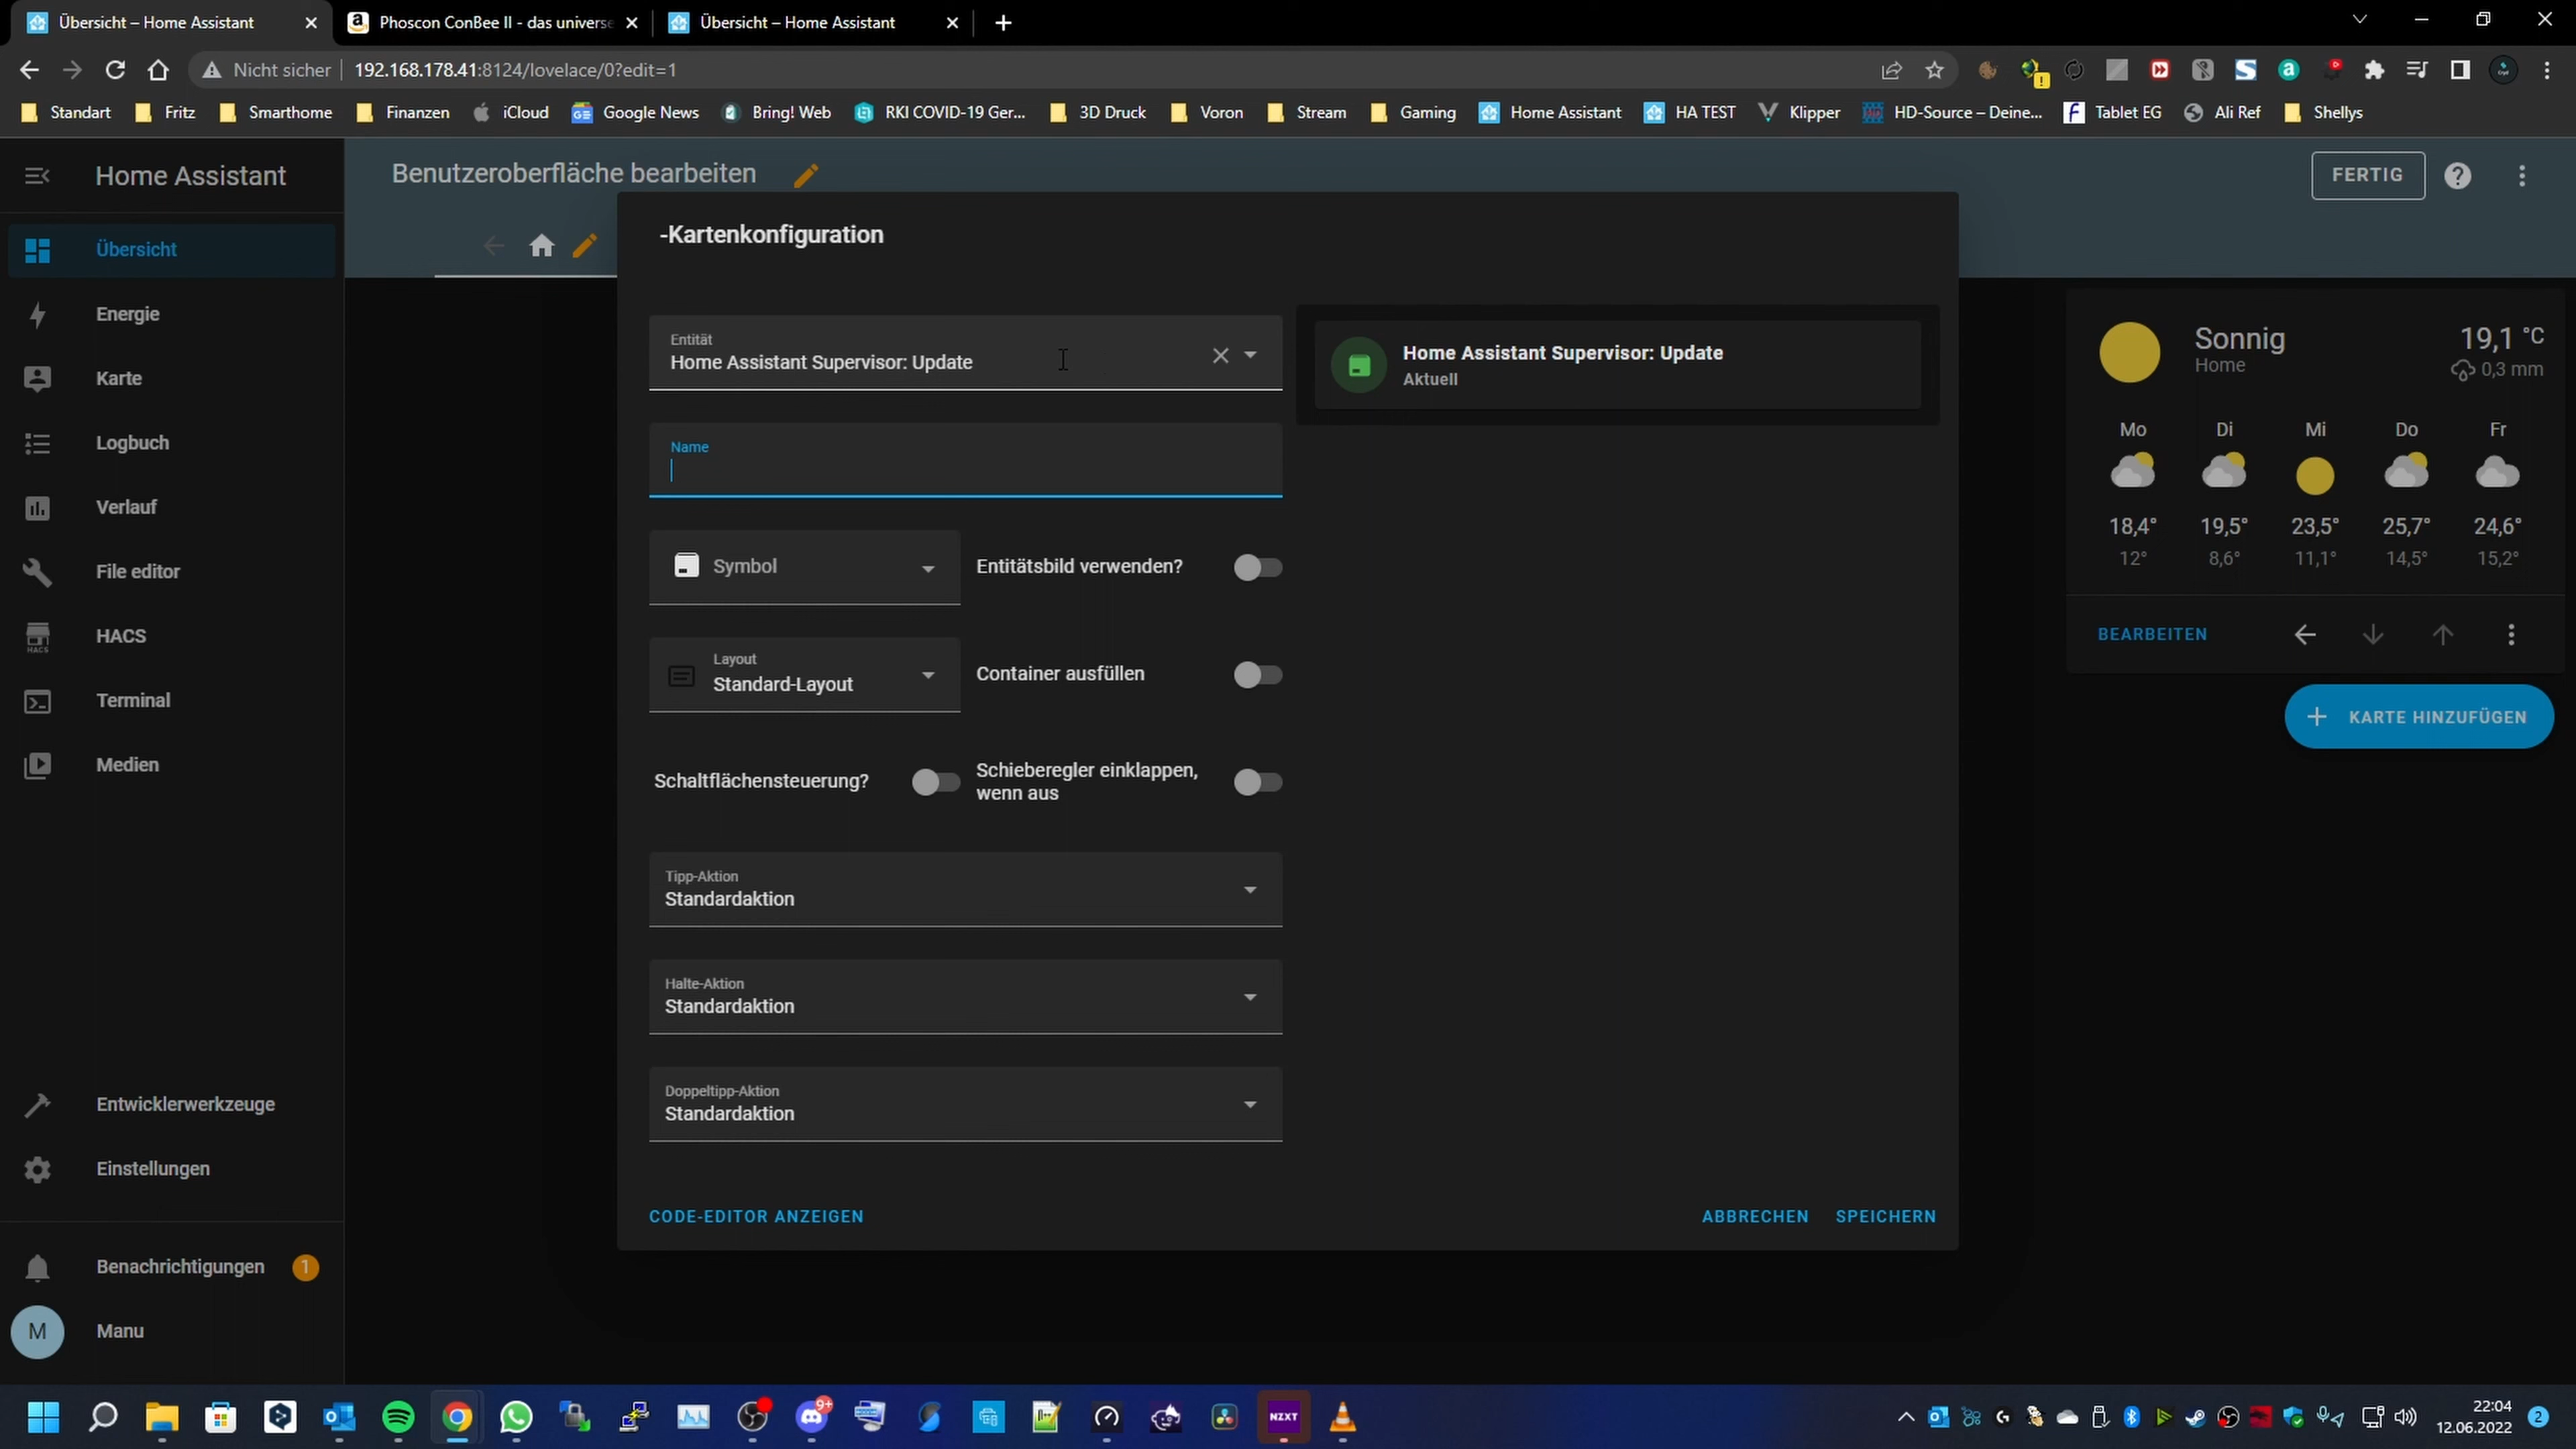 Übersicht – Home Assistant
Phoscon ConBee II - das universe
Übersicht – Home Assistant
Nicht sicher
192.168.178.41:8124/lovelace/0?edit=1
Standart
Fritz
Smarthome
Finanzen
iCloud
Google News
Bring! Web
RKI COVID-19 Ger...
3D Druck
Voron
Stream
Gaming
Home Assistant
HA TEST
Klipper
HD-Source – Deine...
Tablet EG
Ali Ref
Shellys
Home Assistant
Benutzeroberfläche bearbeiten
FERTIG
Übersicht
Energie
Karte
Logbuch
Verlauf
File editor
HACS
HACS
Terminal
Medien
Entwicklerwerkzeuge
Einstellungen
Benachrichtigungen
1
M
Manu
-Kartenkonfiguration
Entität
Home Assistant Supervisor: Update
Name
Symbol
Entitätsbild verwenden?
Layout
Standard-Layout
Container ausfüllen
Schaltflächensteuerung?
Schieberegler einklappen,
wenn aus
Tipp-Aktion
Standardaktion
Halte-Aktion
Standardaktion
Doppeltipp-Aktion
Standardaktion
CODE-EDITOR ANZEIGEN
ABBRECHEN
SPEICHERN
Home Assistant Supervisor: Update
Aktuell
Sonnig
Home
19,1 °C
0,3 mm
Mo
Di
Mi
Do
Fr
18,4°
19,5°
23,5°
25,7°
24,6°
12°
8,6°
11,1°
14,5°
15,2°
BEARBEITEN
KARTE HINZUFÜGEN
9+
NZXT
22:04
12.06.2022
2